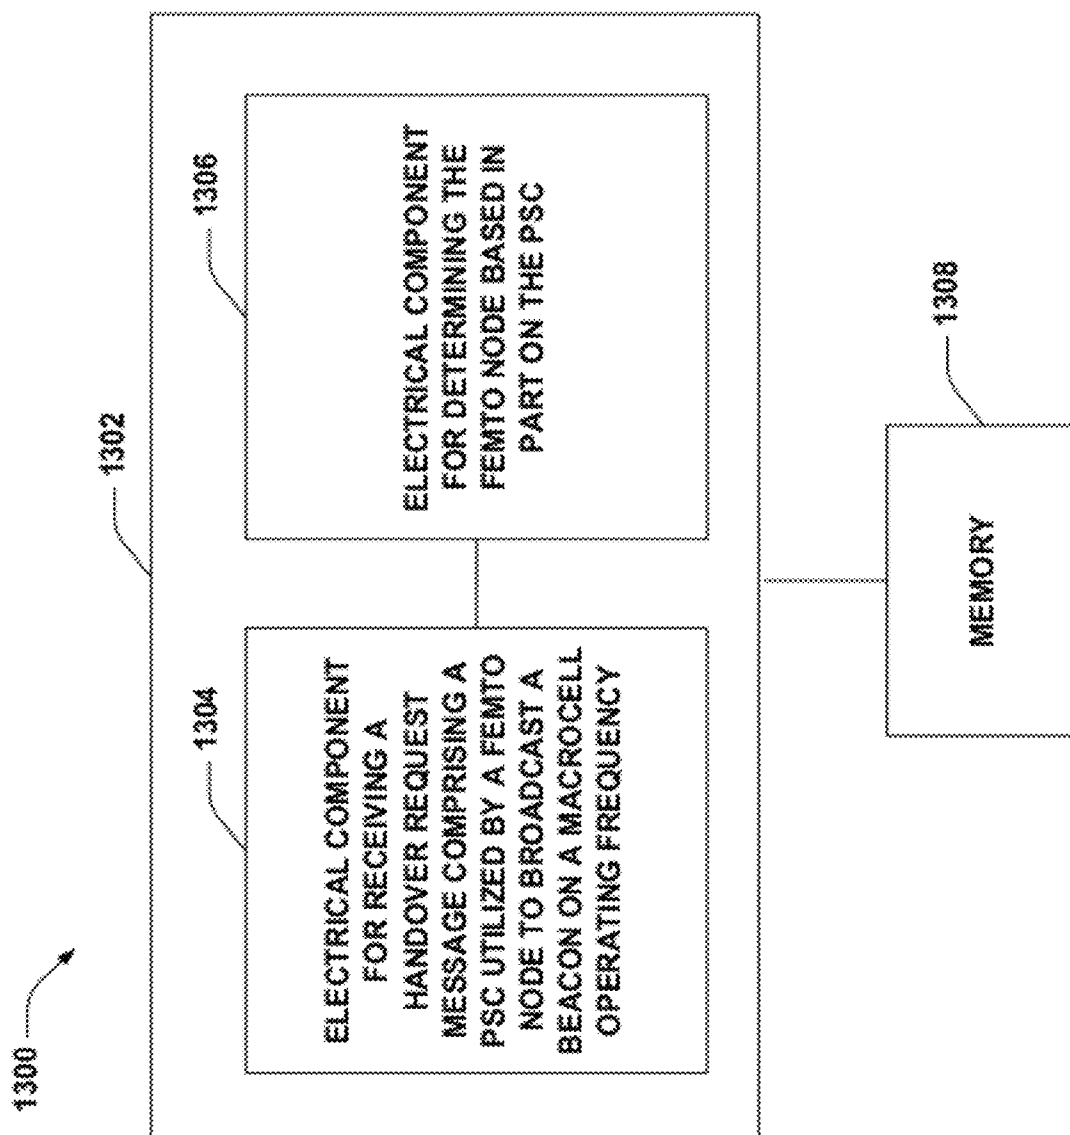 1300
1302
1304
ELECTRICAL COMPONENT
FOR RECEIVING A
HANDOVER REQUEST
MESSAGE COMPRISING A
PSC UTILIZED BY A FEMTO
NODE TO BROADCAST A
BEACON ON A MACROCELL
OPERATING FREQUENCY
1306
ELECTRICAL COMPONENT
FOR DETERMINING THE
FEMTO NODE BASED IN
PART ON THE PSC
1308
MEMORY